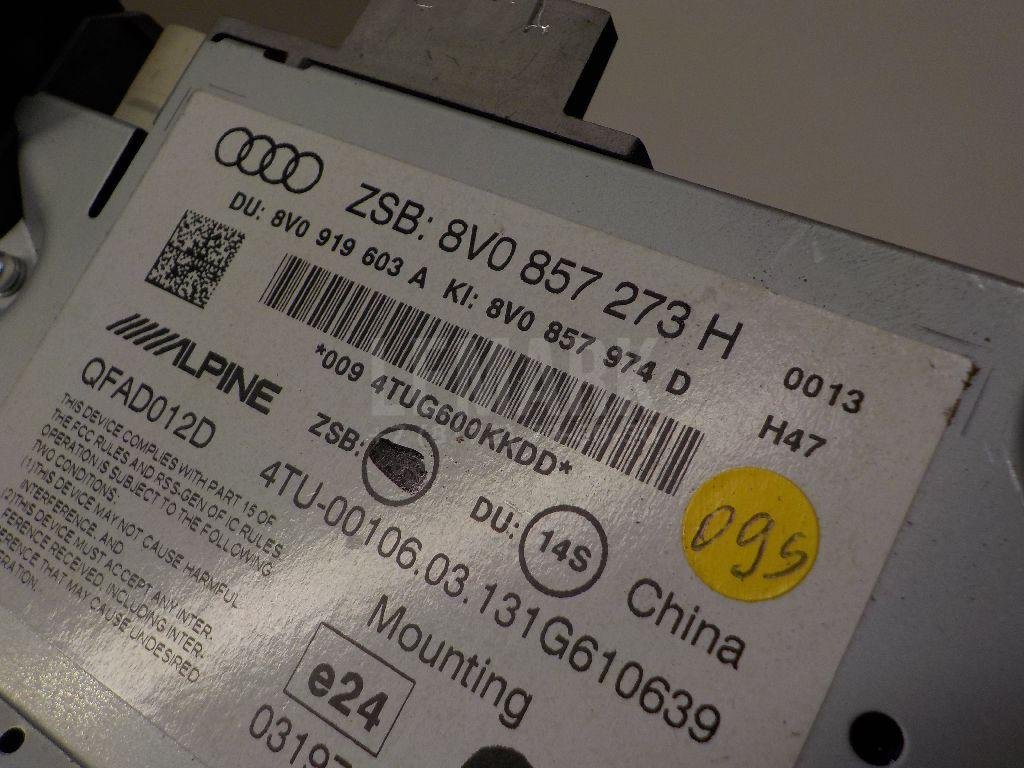 ZSB: 8V0 857 273 H
DU: 8V0 919 603 A KI: 8V0 857 974 D
0013
H47
*009 4TUG600KKDD*
ALPINE
QFAD012D
ZSB:
DU: 14S
095
4TU-00106.03.131G610639
China
Mounting
e24
THIS DEVICE COMPLIES WITH PART 15 OF
THE FCC RULES AND RSS-GEN OF IC RULES.
OPERATION IS SUBJECT TO THE FOLLOWING
TWO CONDITIONS.
(1)THIS DEVICE MAY NOT CAUSE HARMFUL
INTERFERENCE, AND
(2)THIS DEVICE MUST ACCEPT ANY INTER.
FERENCE RECEIVED, INCLUDING INTER.
FERENCE THAT MAY CAUSE UNDESIRED